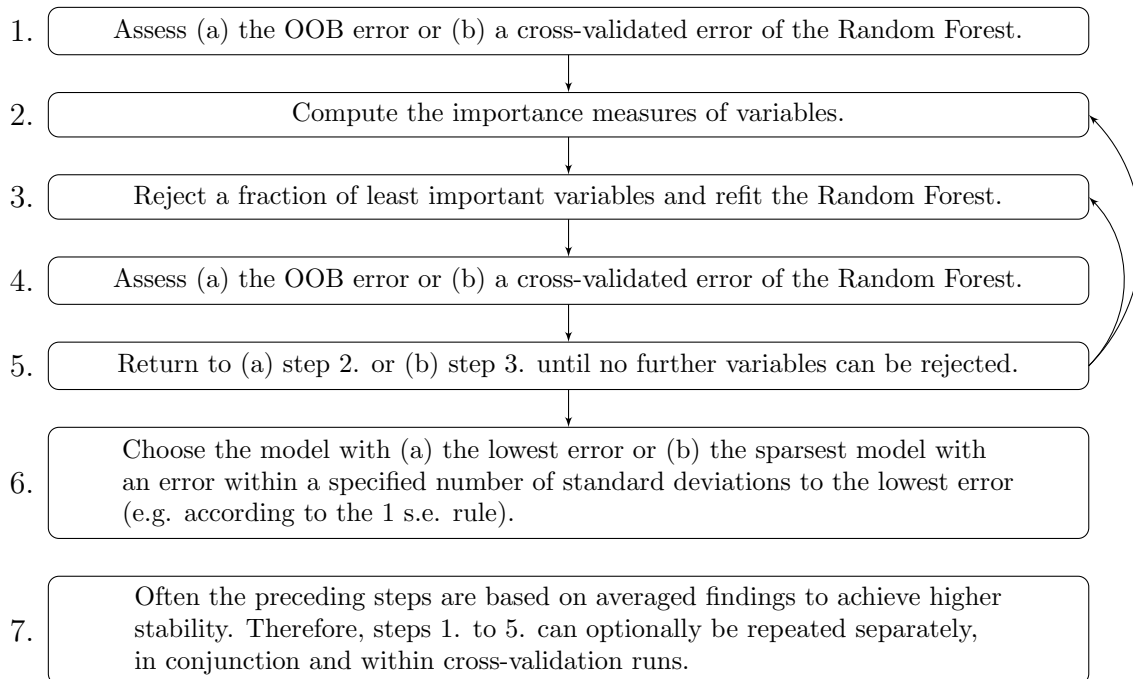 1. Assess (a) the OOB error or (b) a cross-validated error of the Random Forest.
2. Compute the importance measures of variables.
3. Reject a fraction of least important variables and refit the Random Forest.
4. Assess (a) the OOB error or (b) a cross-validated error of the Random Forest.
5. Return to (a) step 2. or (b) step 3. until no further variables can be rejected.
Choose the model with (a) the lowest error or (b) the sparsest model with
6. an error within a specified number of standard deviations to the lowest error
(e.g. according to the 1 s.e. rule).
Often the preceding steps are based on averaged findings to achieve higher
7. stability. Therefore, steps 1. to 5. can optionally be repeated separately,
in conjunction and within cross-validation runs.